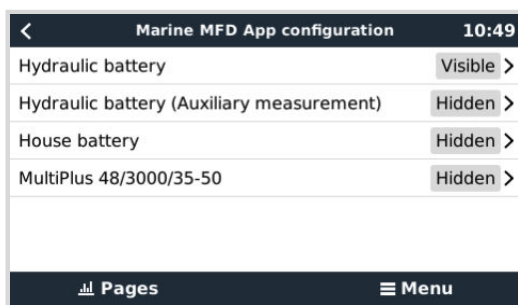 Marine MFD App configuration 10:49
Hydraulic battery Visible
Hydraulic battery (Auxiliary measurement) Hidden
House battery Hidden
MultiPlus 48/3000/35-50 Hidden
Pages Menu